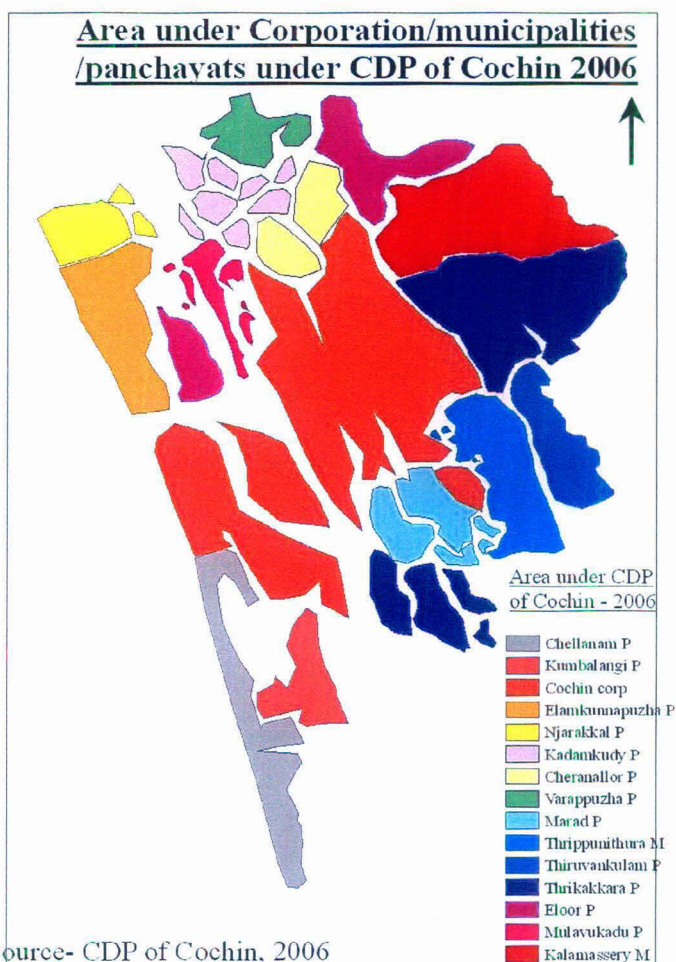 Area under Corporation/municipalities
/panchayats under CDP of Cochin 2006
Area under CDP
of Cochin - 2006
Chellanam P
Kumbalangi P
Cochin corp
Elamkunnapuzha P
Njarakkal P
Kadamkudy P
Cheranallor P
Varappuzha P
Marad P
Thrippunithura M
Thiruvankulam P
Thrikakkara P
Eloor P
Mulavukadu P
Kalamassery M
ource- CDP of Cochin, 2006